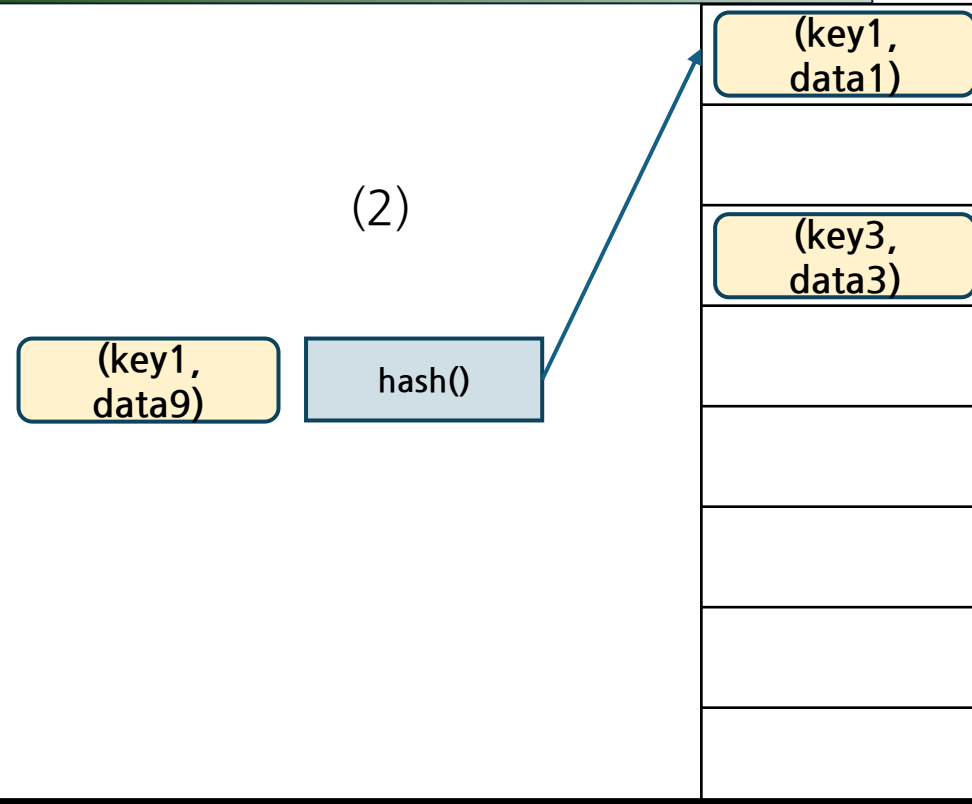 (key1,
data1)
(2)
(key3,
data3)
(key1,
data9)
hash()